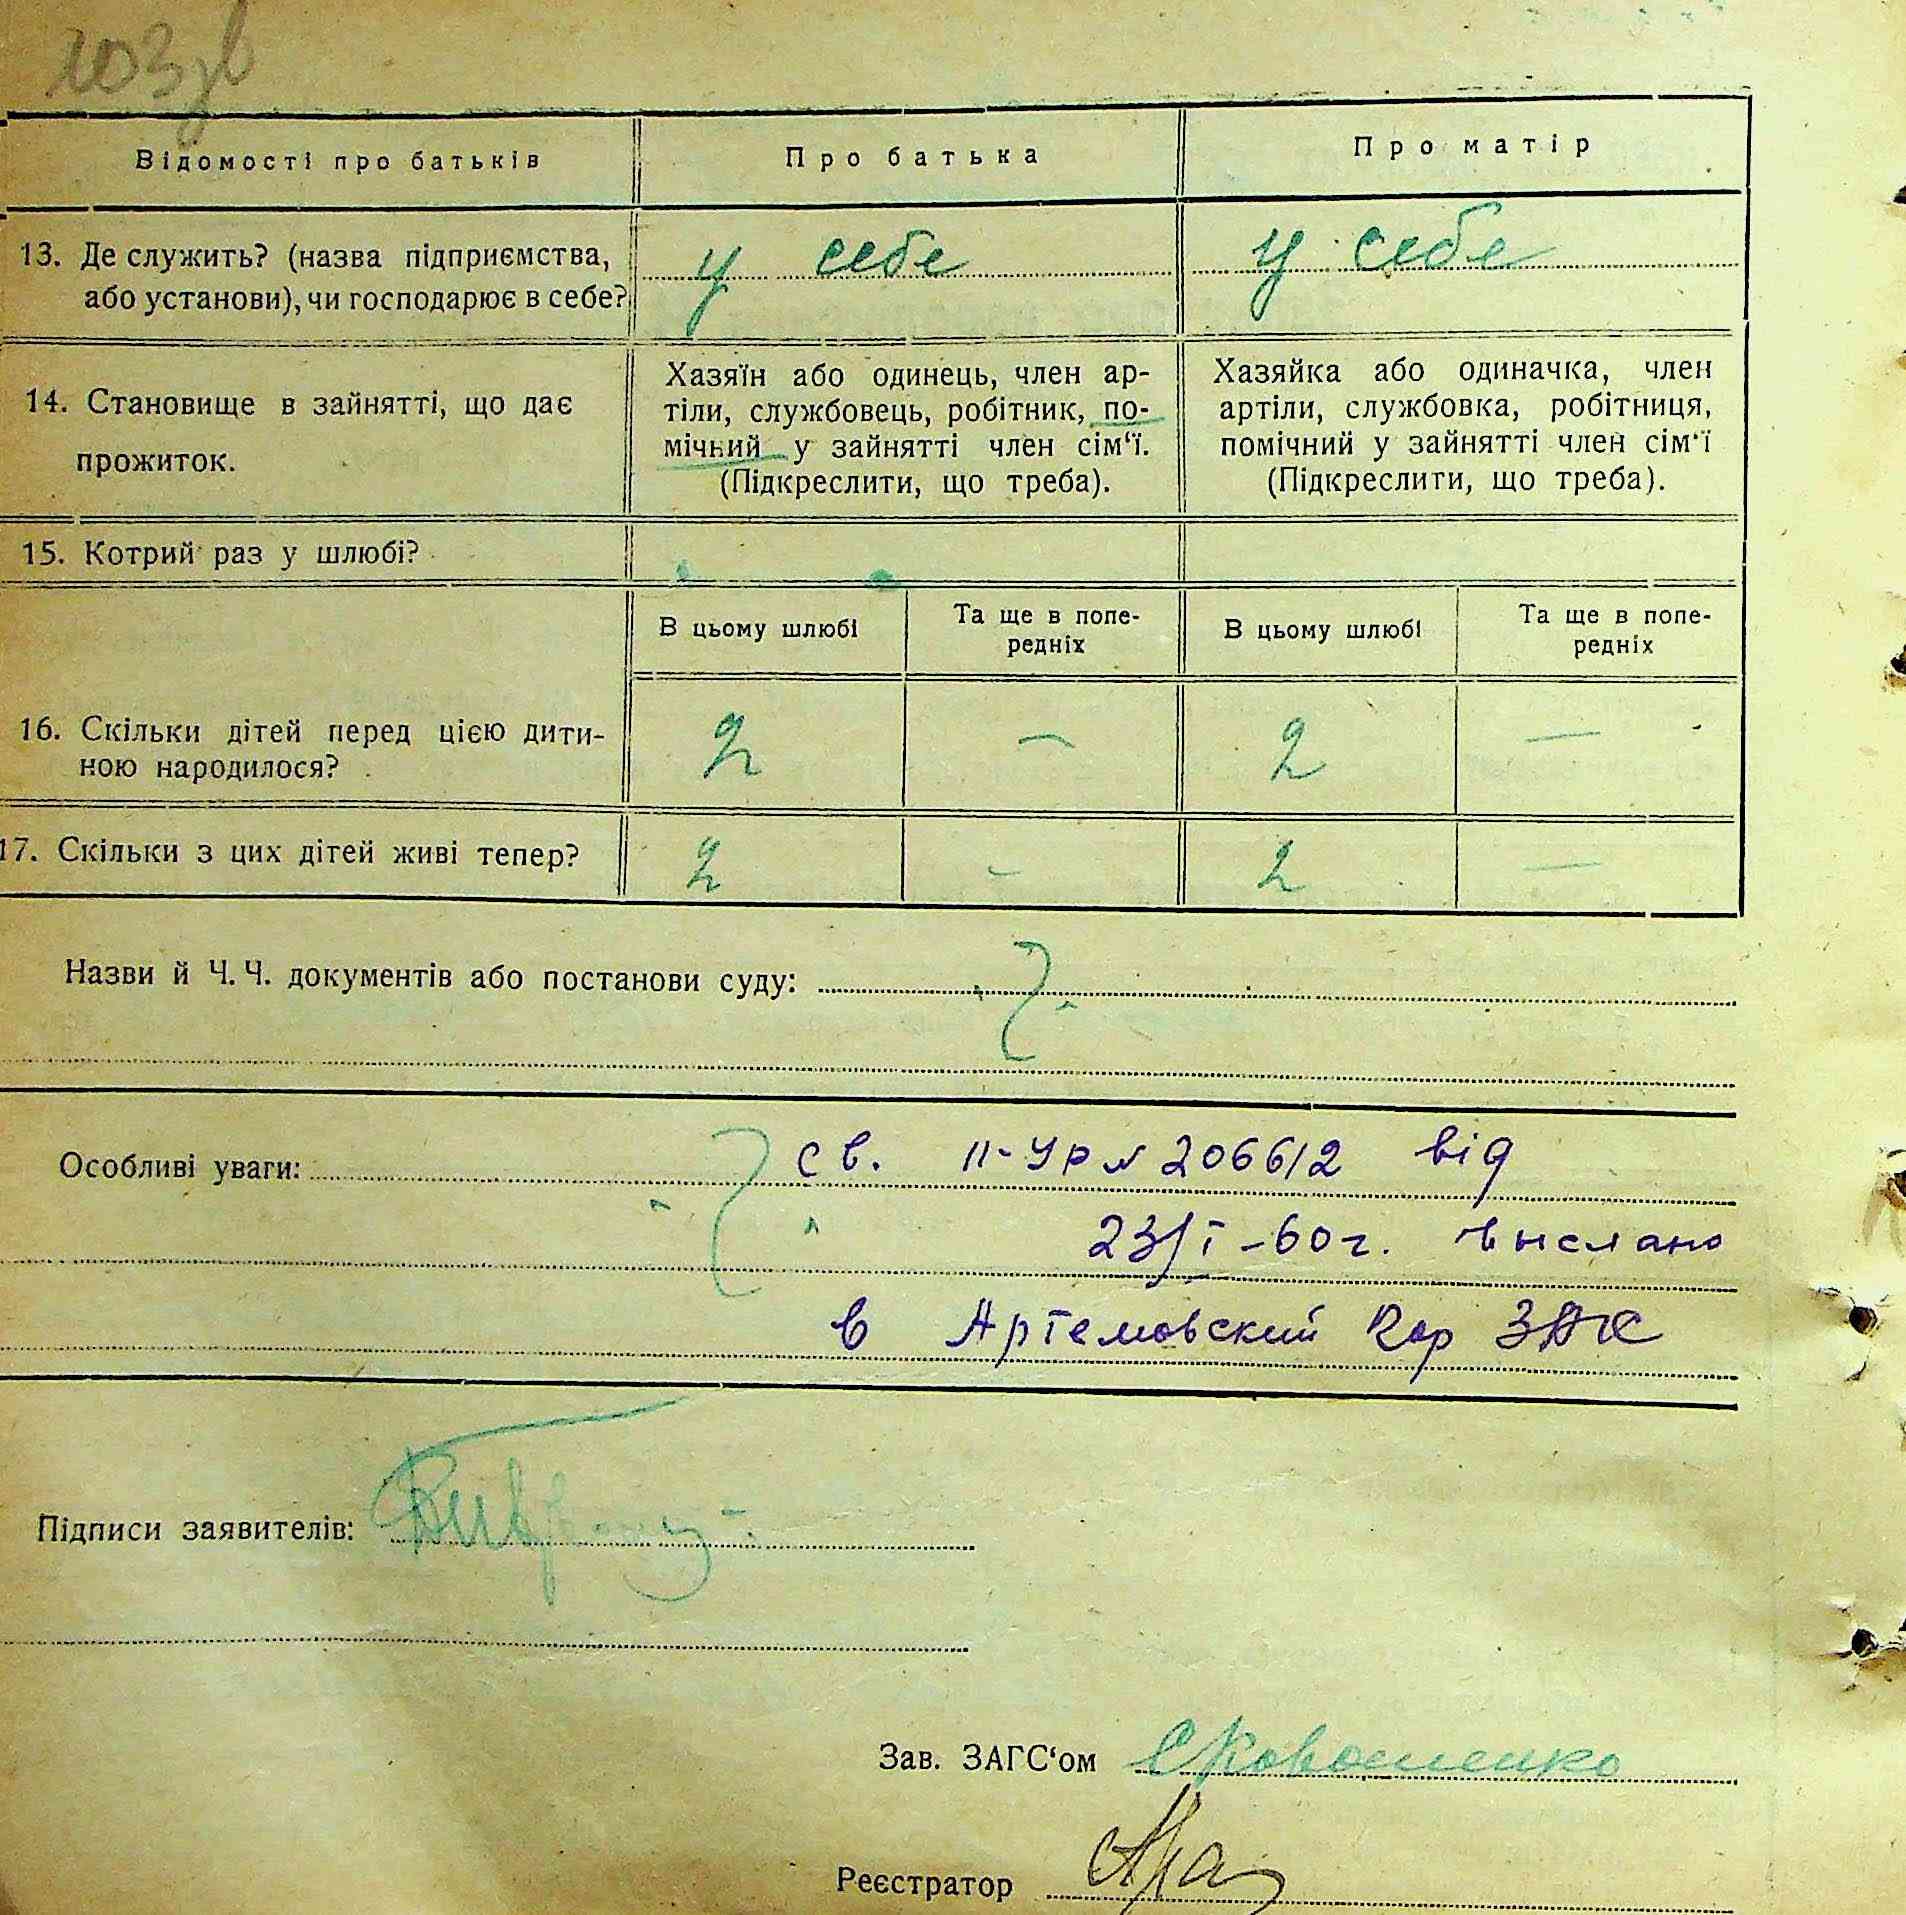 103 зв
Відомості про батьків
Про батька
Про матір
13. Де служить? (назва підприємства,
або установи), чи господарює в себе?
у себе
у себе
14. Становище в зайнятті, що дає
прожиток.
Хазяїн або одинець, член ар-
тіли, службовець, робітник, по-
мічний у зайнятті член сім‘ї.
(Підкреслити, що треба).
Хазяйка або одиначка, член
артіли, службовка, робітниця,
помічний у зайнятті член сім‘ї
(Підкреслити, що треба).
15. Котрий раз у шлюбі?
В цьому шлюбі
Та ще в попе-
редніх
В цьому шлюбі
Та ще в попе-
редніх
16. Скільки дітей перед цією дити-
ною народилося?
2 — 2 —
17. Скільки з цих дітей живі тепер?
2 - 2 —
Назви й Ч. Ч. документів або постанови суду:
Особливі уваги: св. II-УР № 206612 від
23/I-60г. выслано
в Артемовский Гор ЗАГС
Підписи заявителів:
Зав. ЗАГС‘ом
Реєстратор